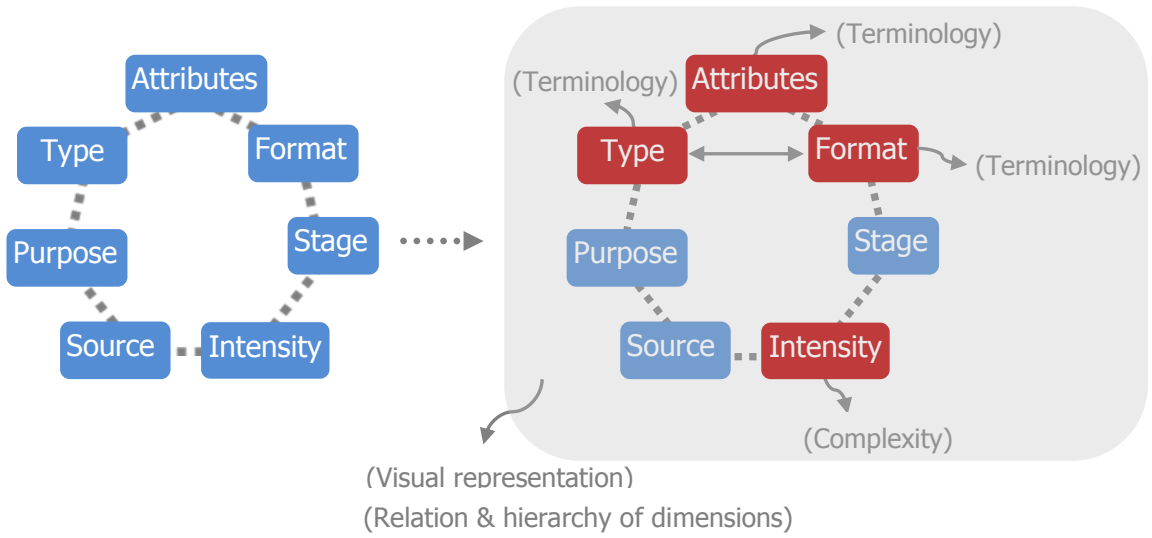 Attributes
Type
Format
Purpose
Stage
Source
Intensity
(Terminology)
(Terminology)
Attributes
Type
Format
(Terminology)
Purpose
Stage
Source
Intensity
(Complexity)
(Visual representation)
(Relation & hierarchy of dimensions)